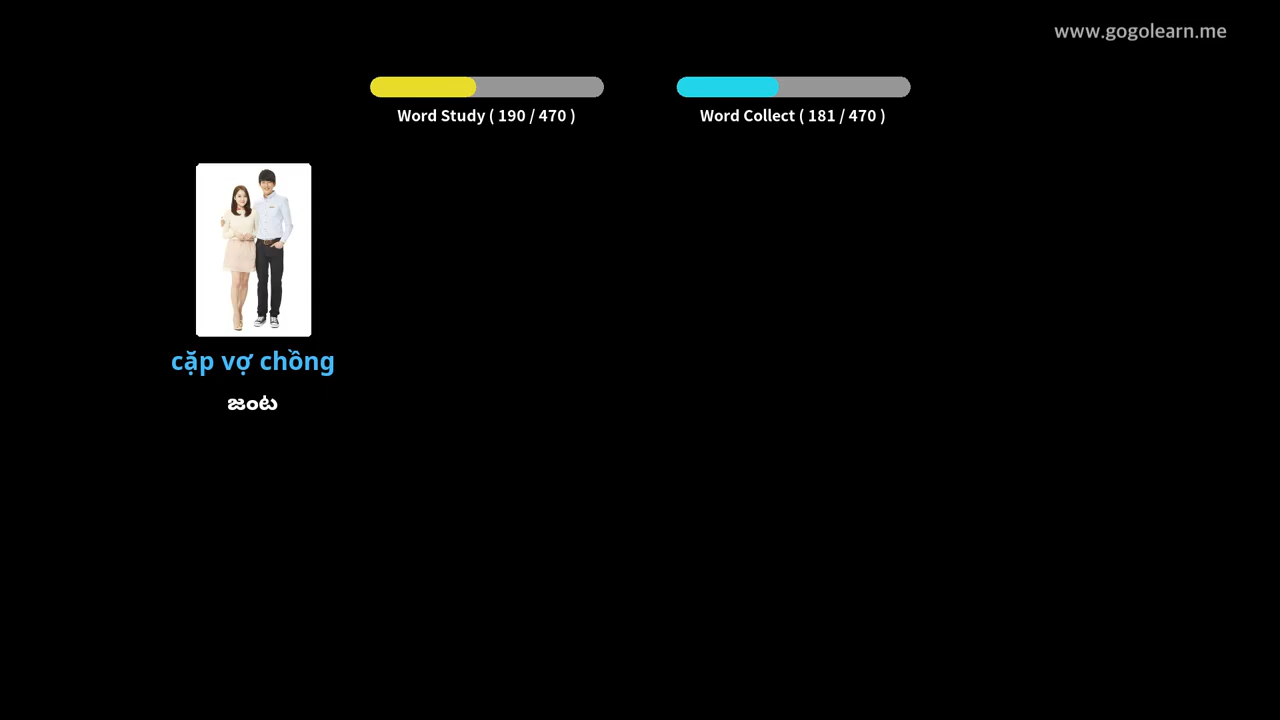 www.gogolearn.me
Word Study ( 190 / 470 )
Word Collect ( 181 / 470 )
cặp vợ chồng
జంట